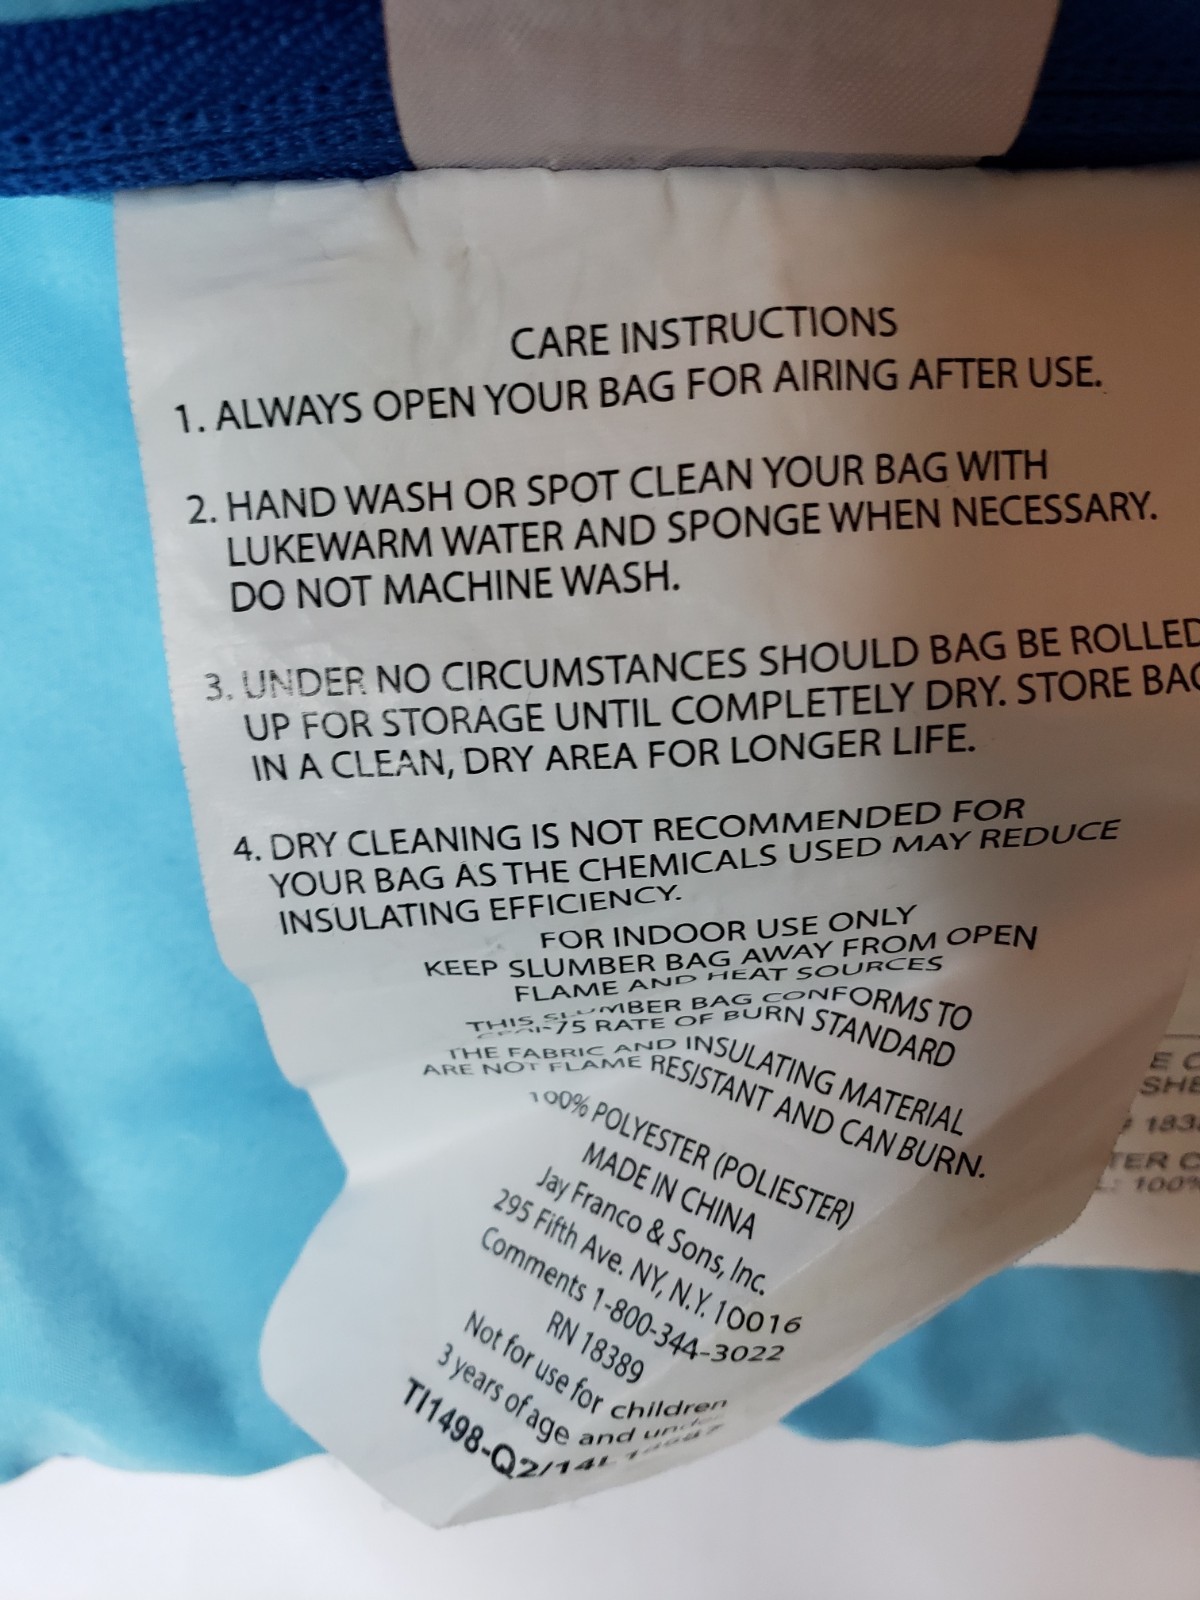 CARE INSTRUCTIONS
1. ALWAYS OPEN YOUR BAG FOR AIRING AFTER USE.
2. HAND WASH OR SPOT CLEAN YOUR BAG WITH
LUKEWARM WATER AND SPONGE WHEN NECESSARY.
DO NOT MACHINE WASH.
3. UNDER NO CIRCUMSTANCES SHOULD BAG BE ROLLED
UP FOR STORAGE UNTIL COMPLETELY DRY. STORE BAG
IN A CLEAN, DRY AREA FOR LONGER LIFE.
4. DRY CLEANING IS NOT RECOMMENDED FOR
YOUR BAG AS THE CHEMICALS USED MAY REDUCE
INSULATING EFFICIENCY.
FOR INDOOR USE ONLY
KEEP SLUMBER BAG AWAY FROM OPEN
FLAME AND HEAT SOURCES
THIS SLUMBER BAG CONFORMS TO
RATE OF BURN STANDARD
THE FABRIC AND INSULATING MATERIAL
ARE NOT FLAME RESISTANT AND CAN BURN.
100% POLYESTER (POLIESTER)
MADE IN CHINA
Jay Franco & Sons, Inc.
295 Fifth Ave. NY, N.Y. 10016
Comments 1-800-344-3022
RN 18389
Not for use for children
3 years of age and under
TI1498-Q2/14L
100%